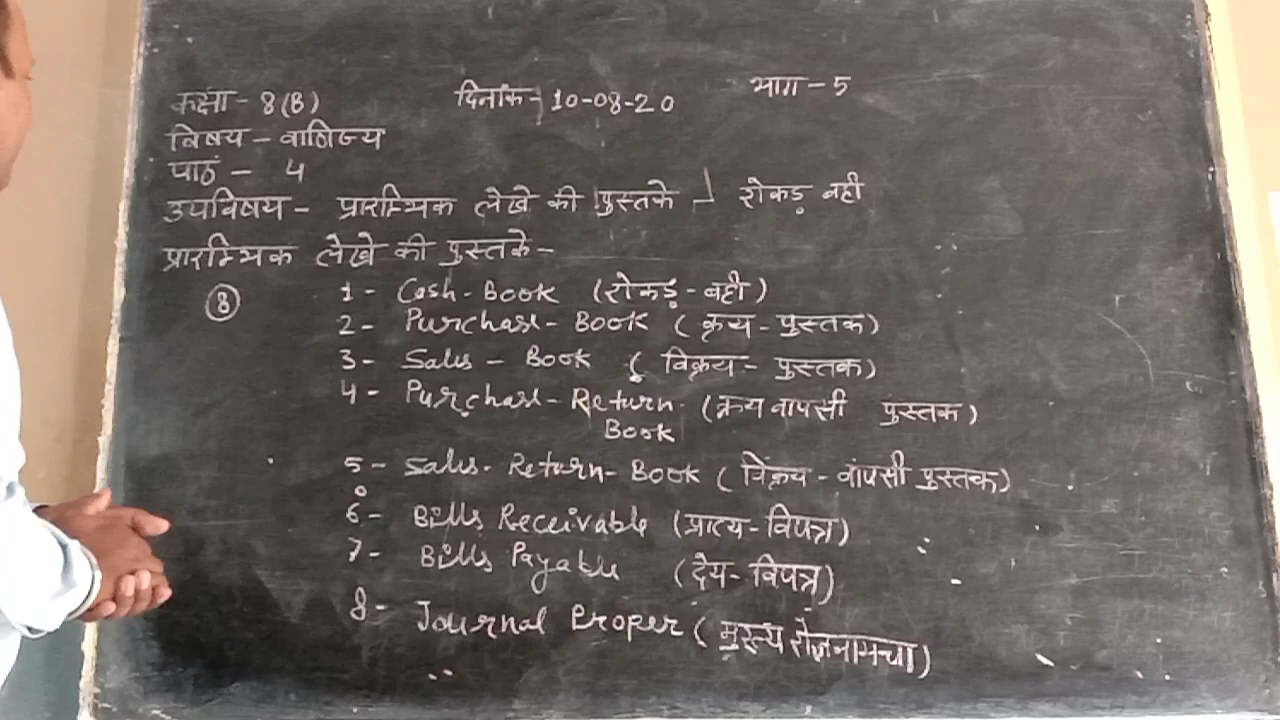 कक्षा - 8(B) दिनांक - 10-08-20 भाग - 5
विषय - वाणिज्य
पाठ - 4
उपविषय - प्रारम्भिक लेखे की पुस्तके - रोकड़ बही
प्रारम्भिक लेखे की पुस्तके -
8
1 - Cash - Book (रोकड़ - बही)
2 - Purchase - Book (क्रय - पुस्तक)
3 - Sales - Book (विक्रय - पुस्तक)
4 - Purchase - Return (क्रय वापसी पुस्तक)
Book
5 - Sales - Return - Book (विक्रय - वापसी पुस्तक)
6 - Bills Receivable (प्राप्य - विपत्र)
7 - Bills Payable (देय - विपत्र)
8 - Journal Proper (मुख्य रोजनामचा)